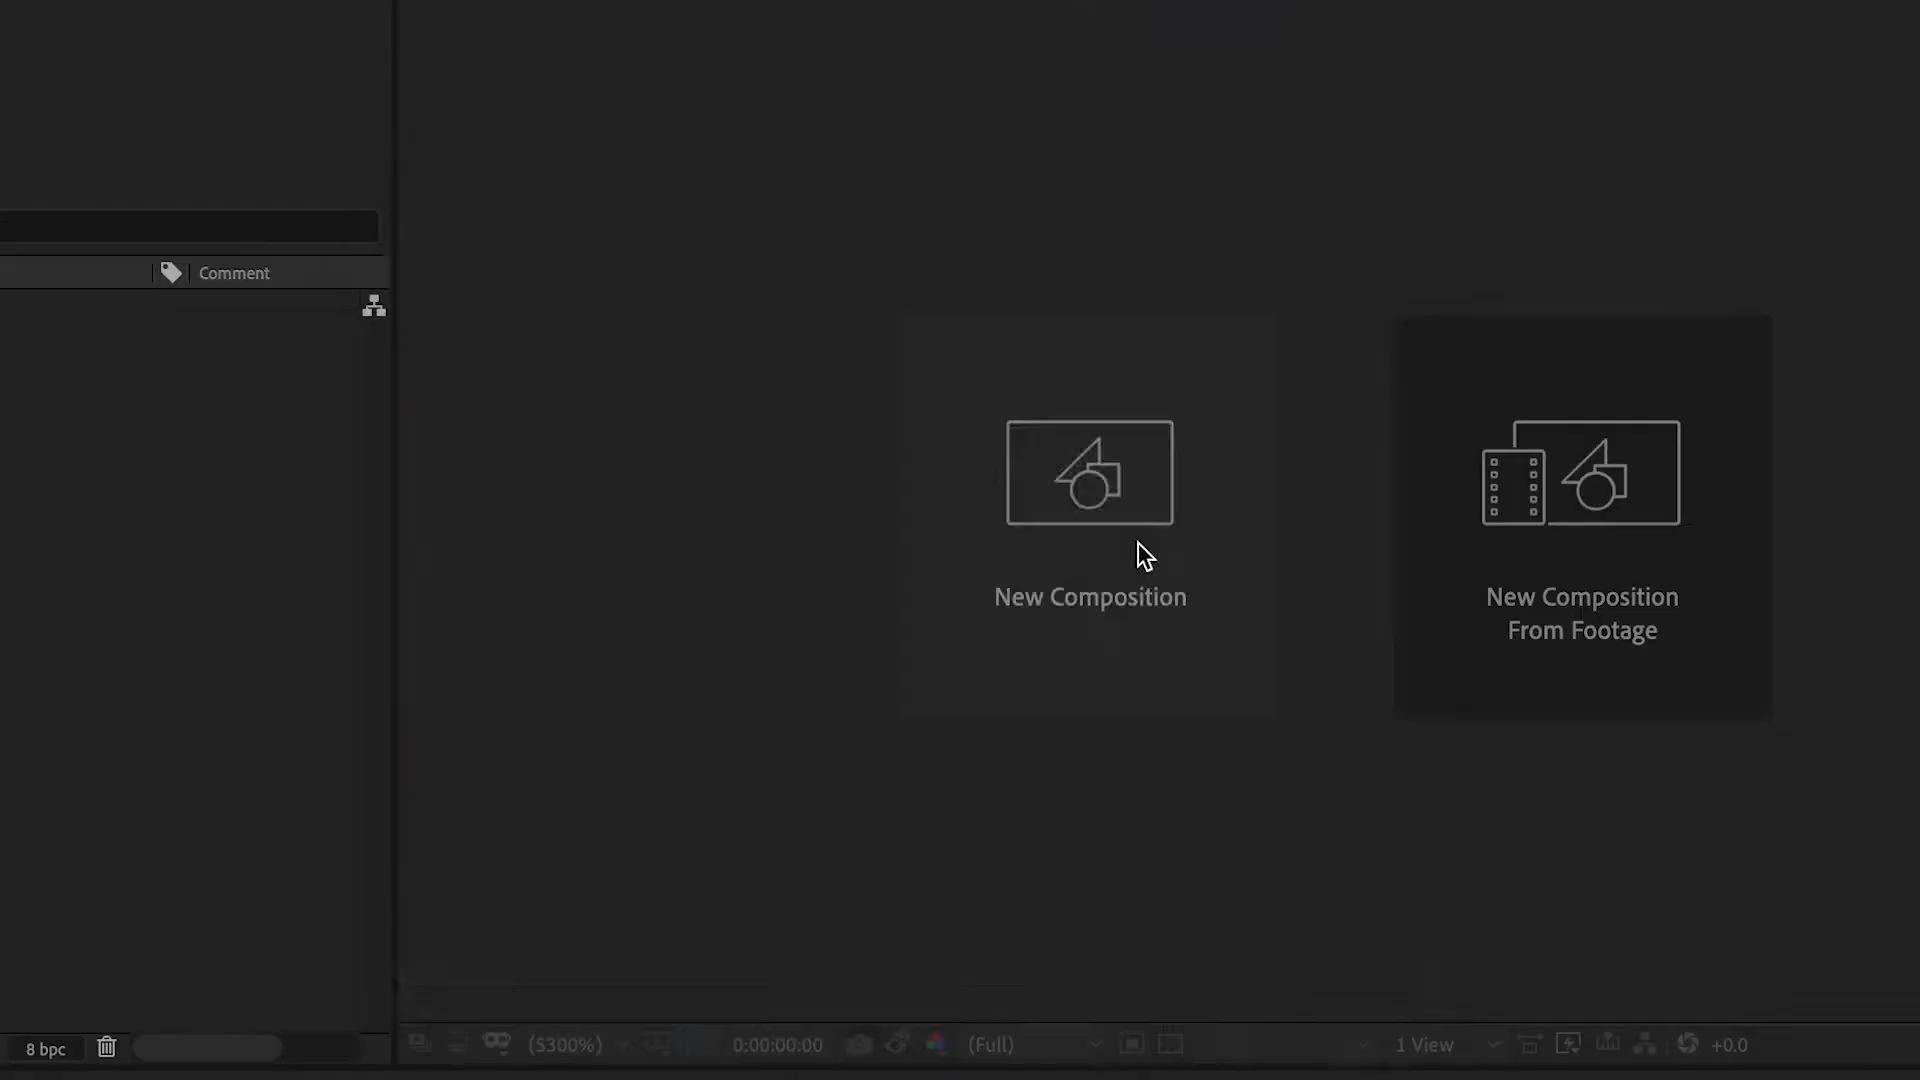 Comment
New Composition
New Composition
From Footage
8 bpc
(5300%)
0:00:00:00
(Full)
1 View
+0.0